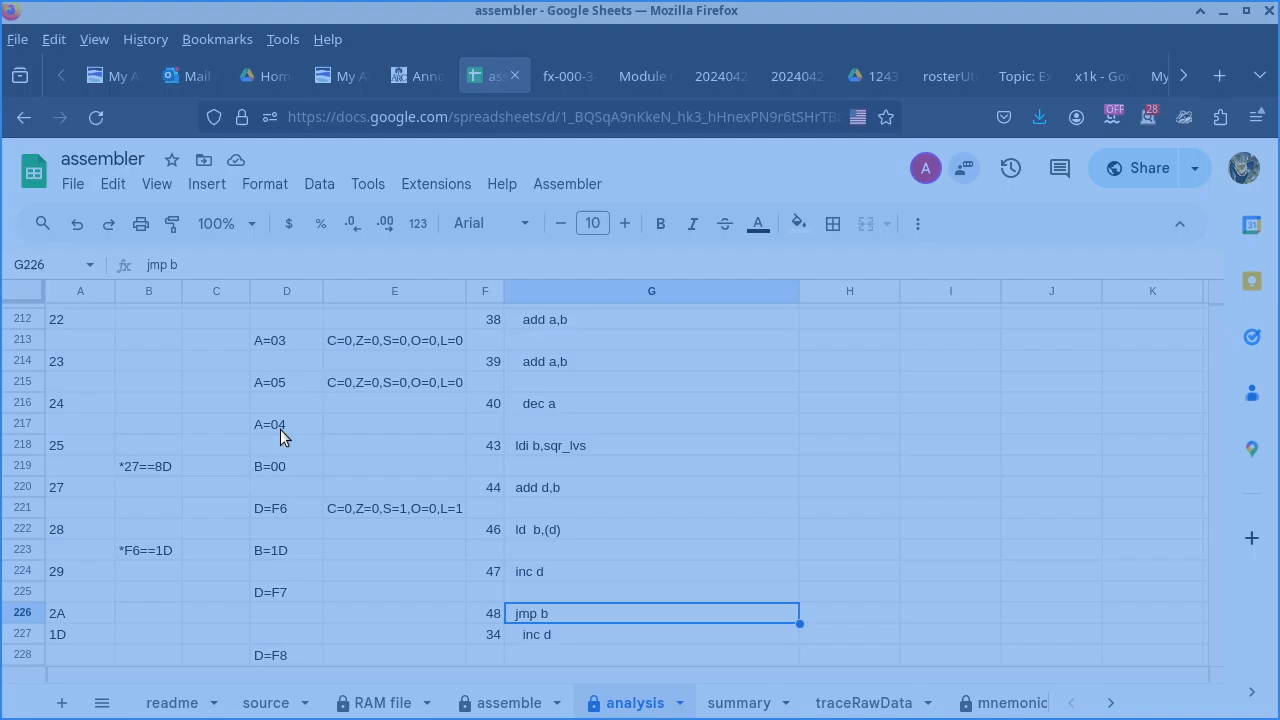 assembler - Google Sheets — Mozilla Firefox
File Edit View History Bookmarks Tools Help
My A Mail Hom My A Anno as fx-000-3 Module 2024042 2024042 1243 rosterUt Topic: Ex x1k - Go My
https://docs.google.com/spreadsheets/d/1_BQSqA9nKkeN_hk3_hHnexPN9r6tSHrTB OFF 28
assembler
File Edit View Insert Format Data Tools Extensions Help Assembler A Share
100% $ % .0 .00 123 Arial 10 B I A
G226 fx jmp b
A B C D E F G H I J K
212 22 38 add a,b
213 A=03 C=0,Z=0,S=0,O=0,L=0
214 23 39 add a,b
215 A=05 C=0,Z=0,S=0,O=0,L=0
216 24 40 dec a
217 A=04
218 25 43 ldi b,sqr_lvs
219 *27==8D B=00
220 27 44 add d,b
221 D=F6 C=0,Z=0,S=1,O=0,L=1
222 28 46 ld b,(d)
223 *F6==1D B=1D
224 29 47 inc d
225 D=F7
226 2A 48 jmp b
227 1D 34 inc d
228 D=F8
readme source RAM file assemble analysis summary traceRawData mnemonic